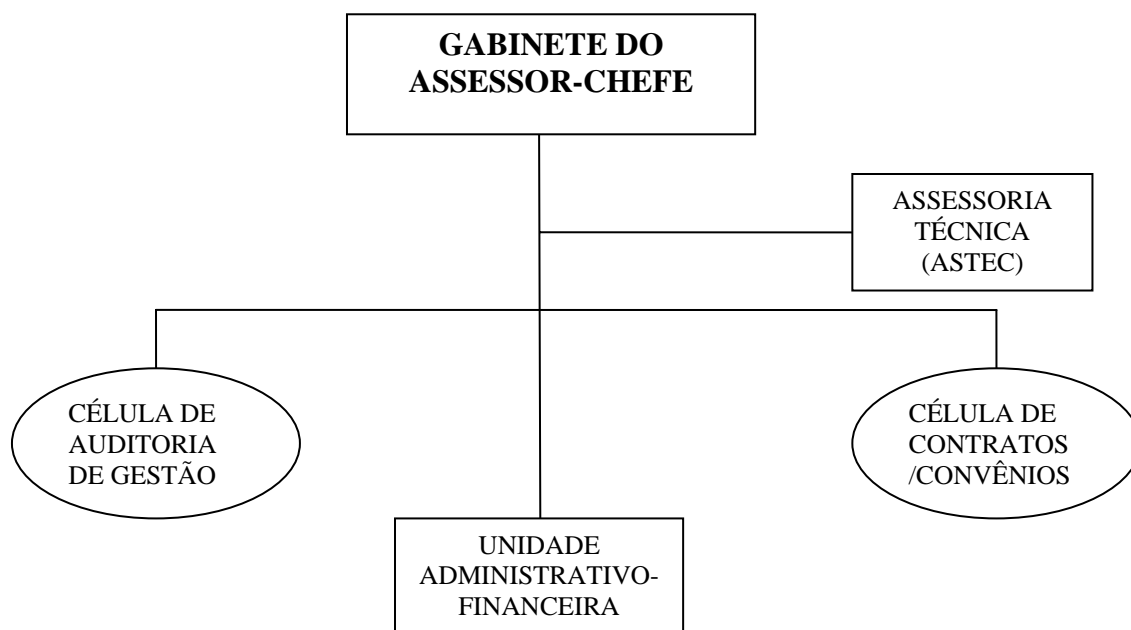 GABINETE DO
ASSESSOR-CHEFE
ASSESSORIA
TÉCNICA
(ASTEC)
CÉLULA DE
AUDITORIA
DE GESTÃO
CÉLULA DE
CONTRATOS
/CONVÊNIOS
UNIDADE
ADMINISTRATIVO-
FINANCEIRA